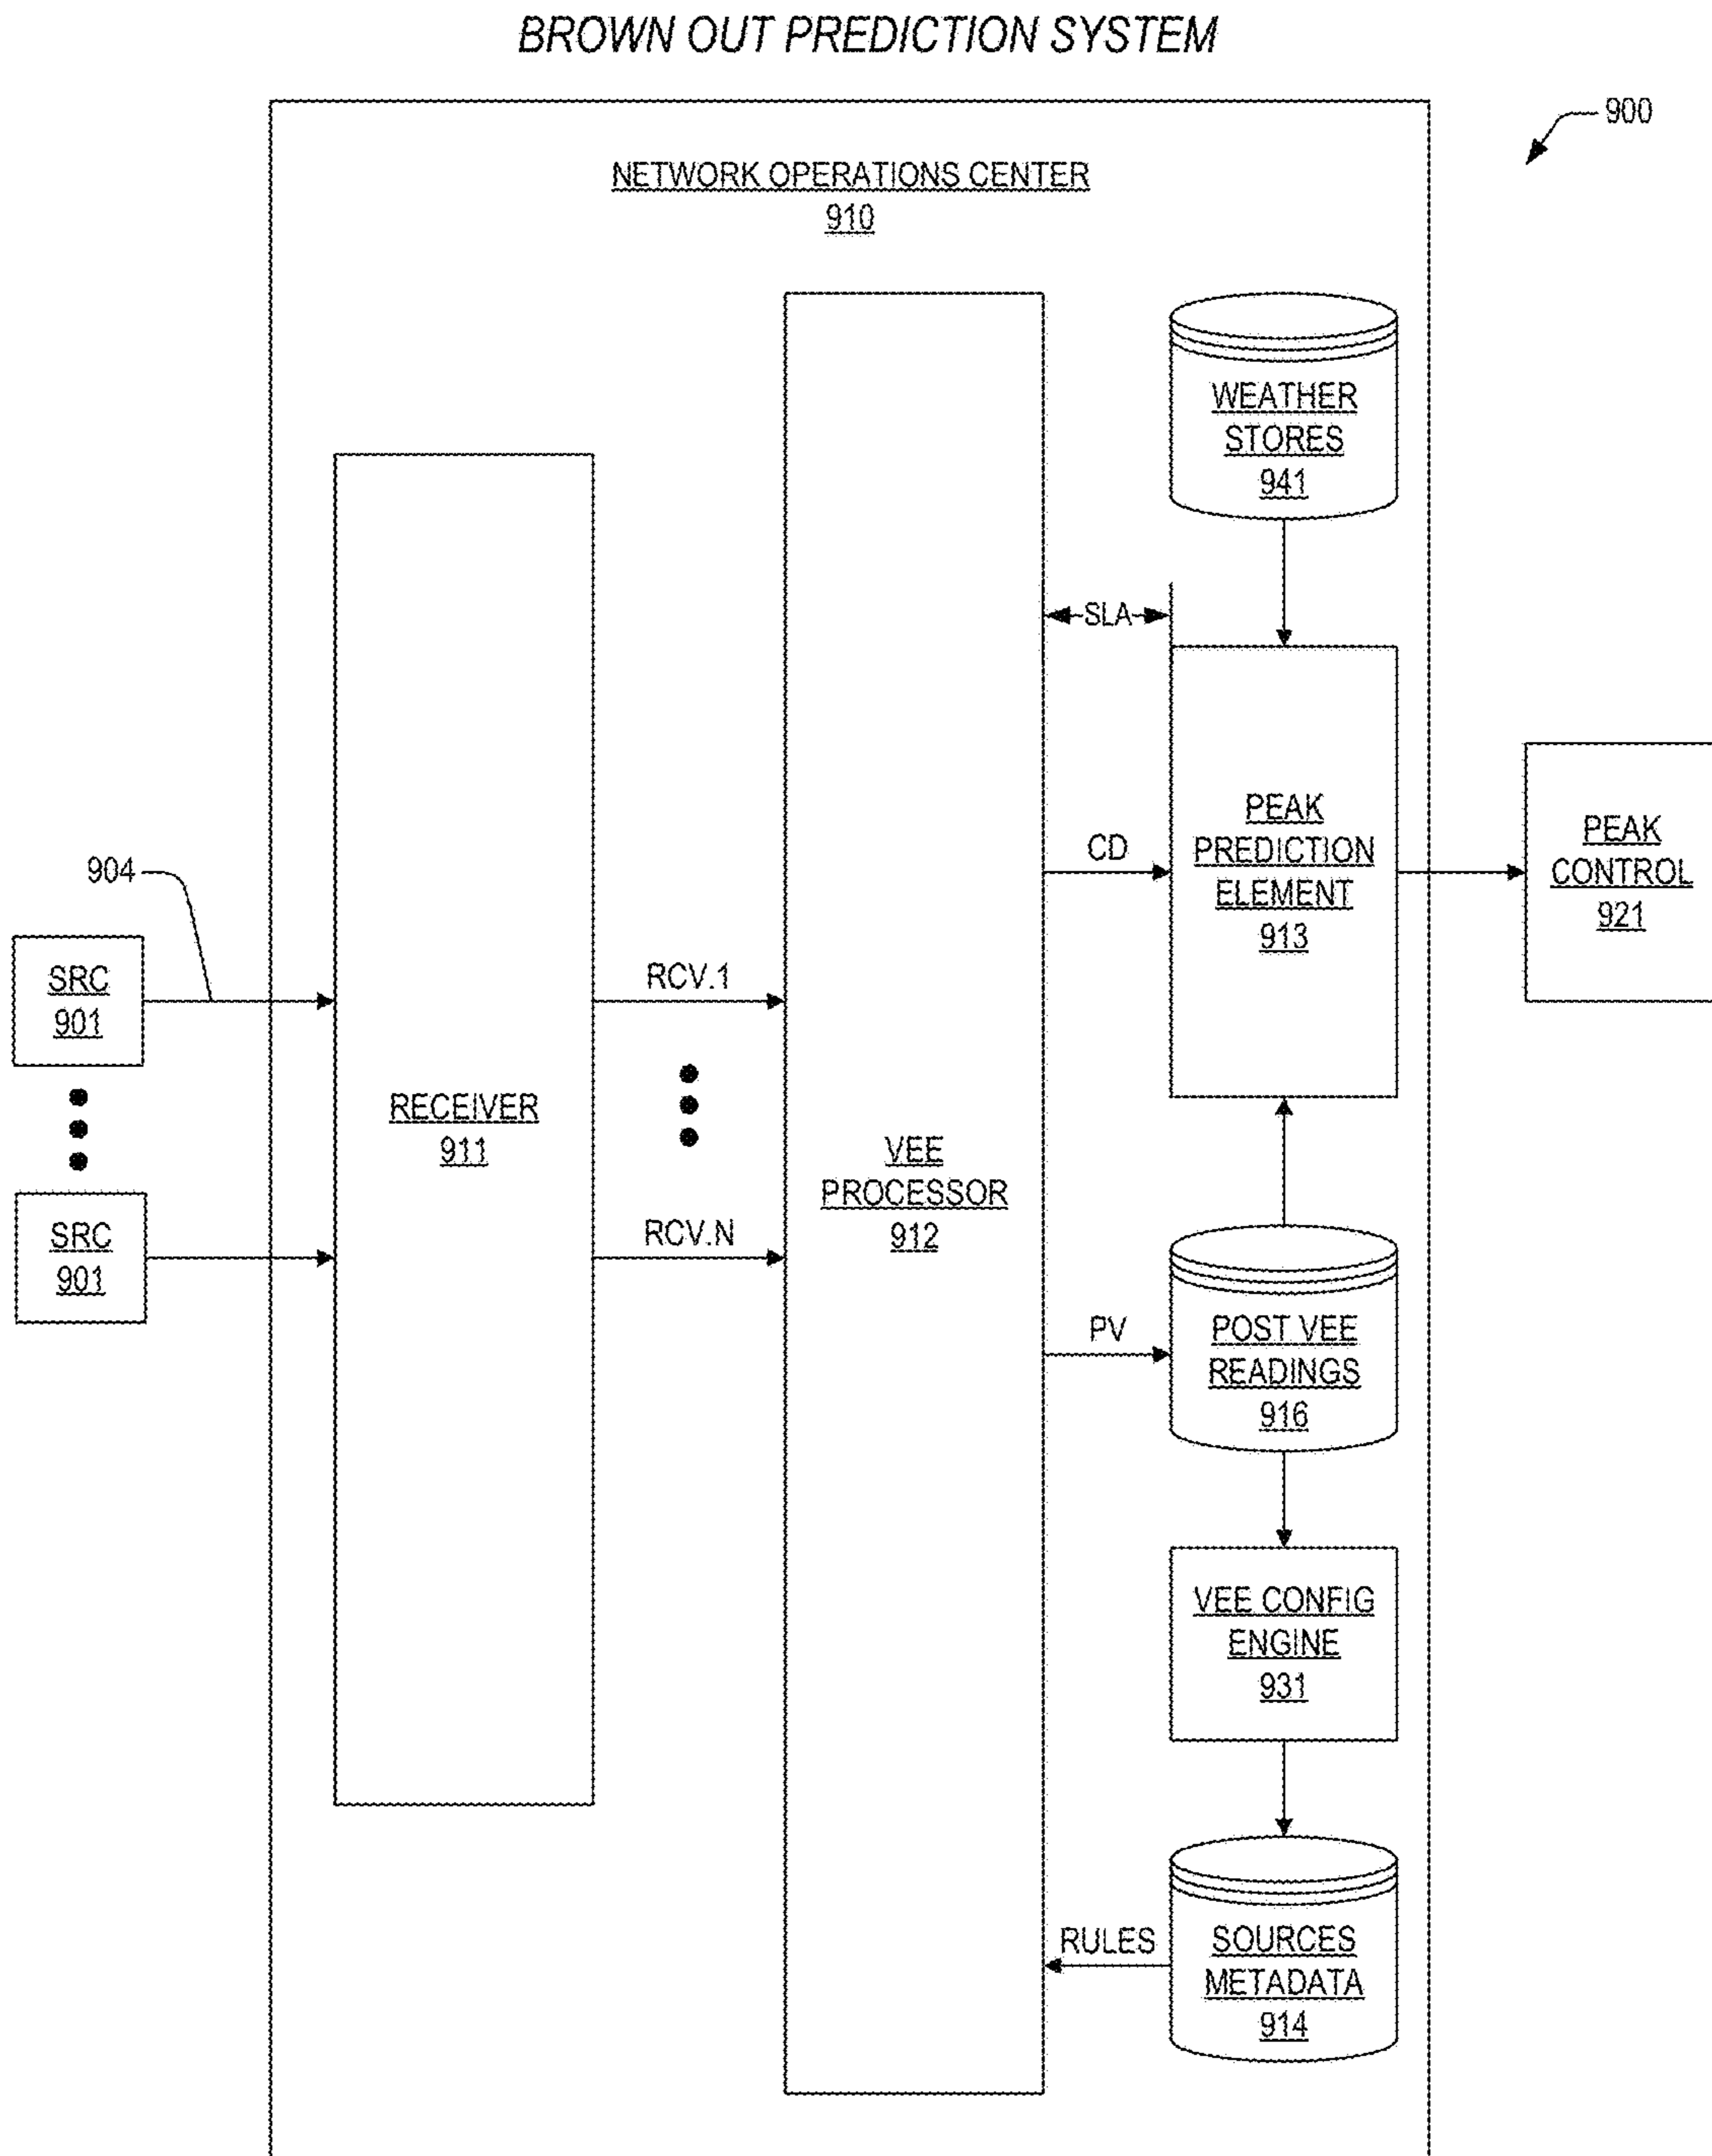 BROWN OUT PREDICTION SYSTEM
900
NETWORK OPERATIONS CENTER
910
WEATHER
STORES
941
SLA
PEAK
PREDICTION
ELEMENT
913
CD
PEAK
CONTROL
921
904
SRC
901
RCV.1
RECEIVER
911
VEE
PROCESSOR
912
SRC
901
RCV.N
PV
POST VEE
READINGS
916
VEE CONFIG
ENGINE
931
RULES
SOURCES
METADATA
914